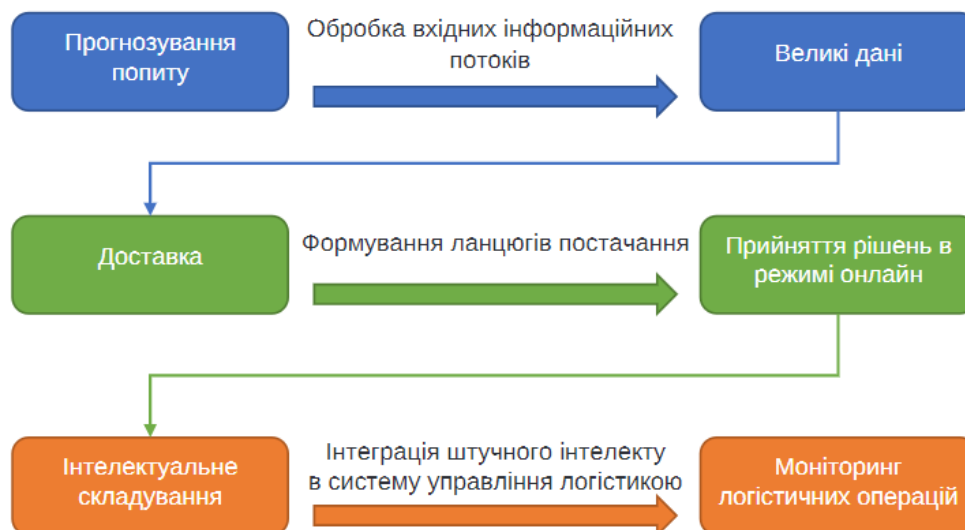 Прогнозування
попиту
Обробка вхідних інформаційних
потоків
Великі дані
Доставка
Формування ланцюгів постачання
Прийняття рішень в
режимі онлайн
Інтелектуальне
складування
Інтеграція штучного інтелекту
в систему управління логістикою
Моніторинг
логістичних операцій